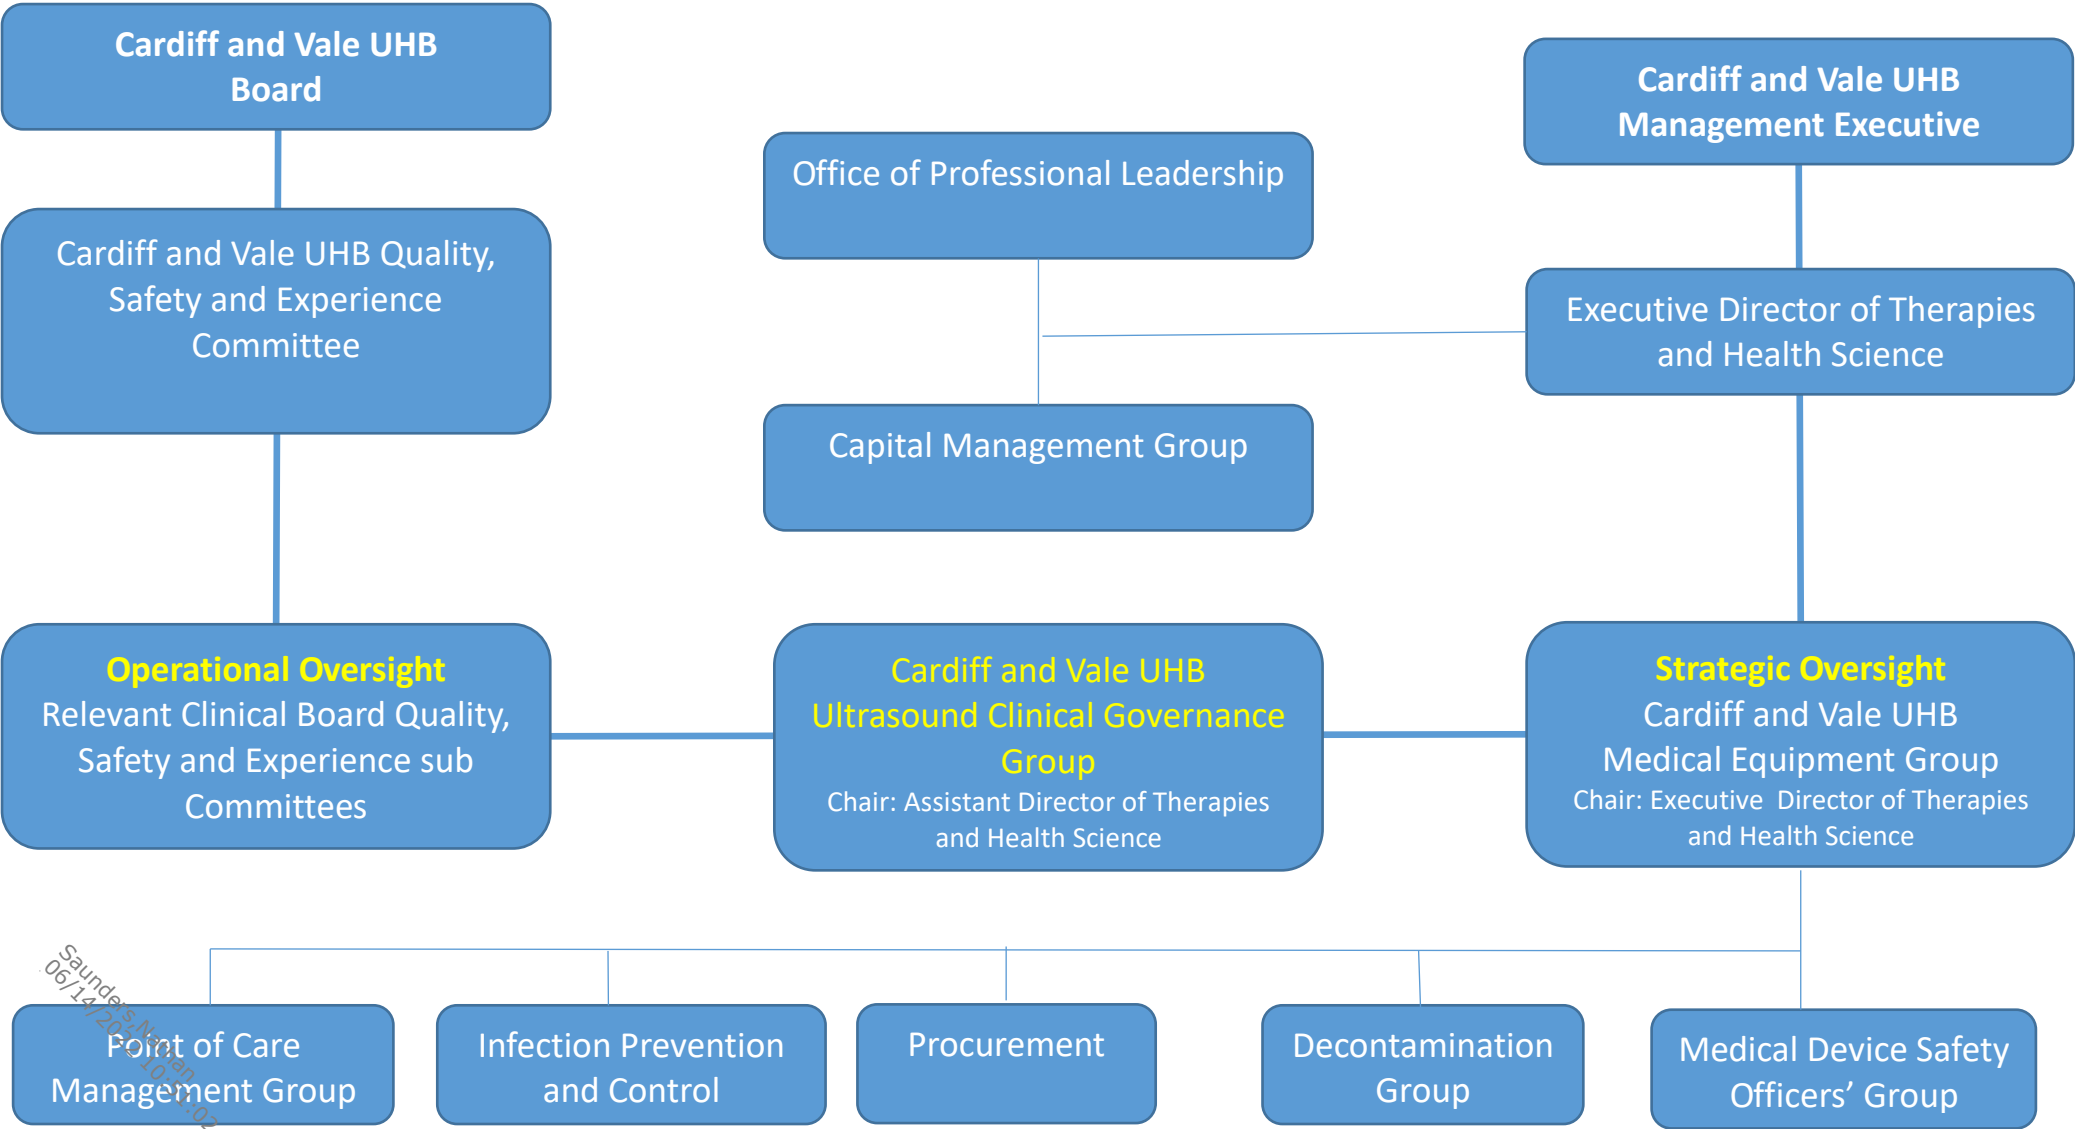 Cardiff and Vale UHB
Board
Cardiff and Vale UHB
Management Executive
Office of Professional Leadership
Cardiff and Vale UHB Quality,
Safety and Experience
Committee
Executive Director of Therapies
and Health Science
Capital Management Group
Operational Oversight
Relevant Clinical Board Quality,
Safety and Experience sub
Committees
Cardiff and Vale UHB
Ultrasound Clinical Governance
Group
Chair: Assistant Director of Therapies
and Health Science
Strategic Oversight
Cardiff and Vale UHB
Medical Equipment Group
Chair: Executive Director of Therapies
and Health Science
Point of Care
Management Group
Infection Prevention
and Control
Procurement
Decontamination
Group
Medical Device Safety
Officers’ Group
Saunders, Nathan